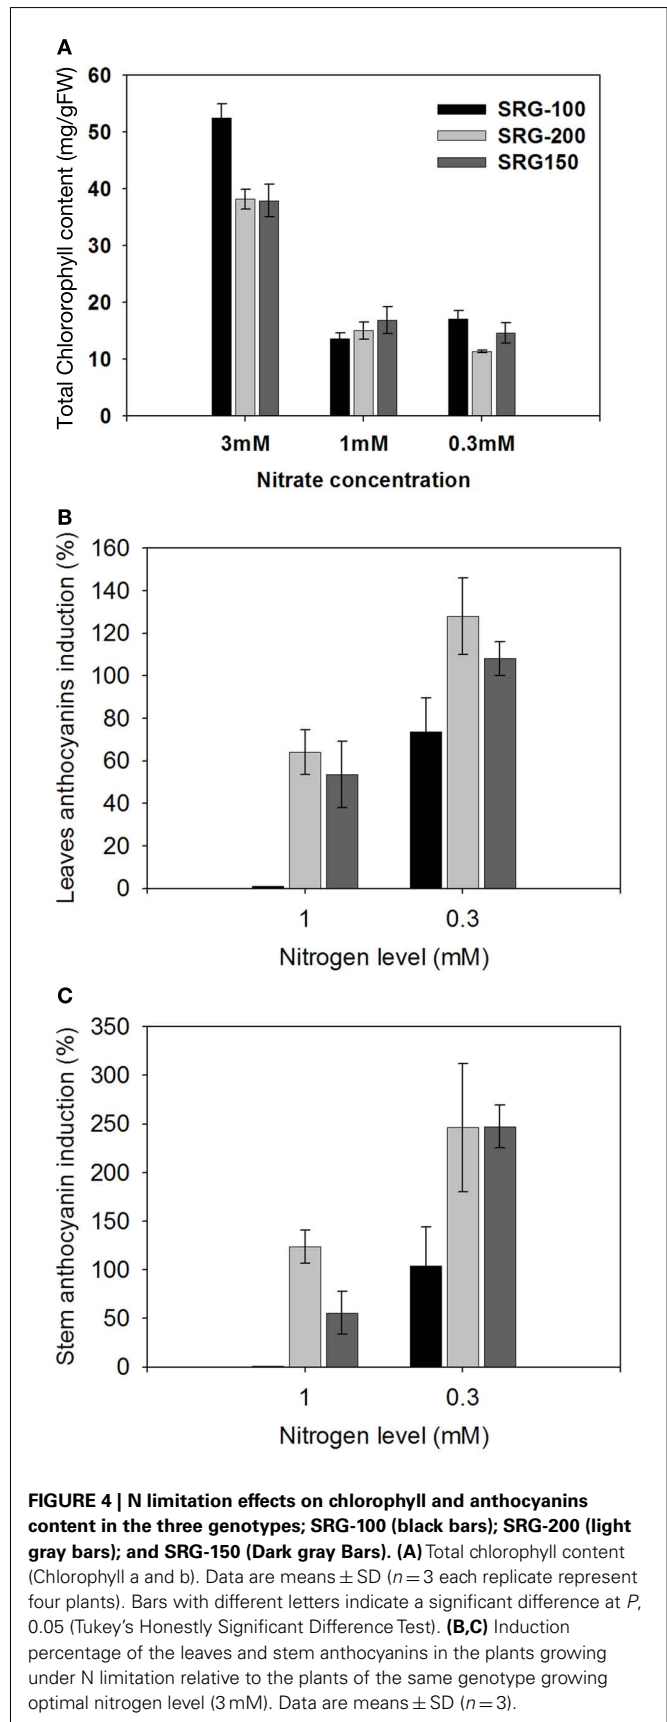 A
Total Chlororophyll content (mg/gFW)
60
50
40
30
20
10
0
SRG-100
SRG-200
SRG150
3mM 1mM 0.3mM
Nitrate concentration
B
Leaves anthocyanins induction (%)
160
140
120
100
80
60
40
20
0
1 0.3
Nitrogen level (mM)
C
Stem anthocyanin induction (%)
350
300
250
200
150
100
50
0
1 0.3
Nitrogen level (mM)
FIGURE 4 | N limitation effects on chlorophyll and anthocyanins
content in the three genotypes; SRG-100 (black bars); SRG-200 (light
gray bars); and SRG-150 (Dark gray Bars). (A) Total chlorophyll content
(Chlorophyll a and b). Data are means ± SD (n = 3 each replicate represent
four plants). Bars with different letters indicate a significant difference at P,
0.05 (Tukey's Honestly Significant Difference Test). (B,C) Induction
percentage of the leaves and stem anthocyanins in the plants growing
under N limitation relative to the plants of the same genotype growing
optimal nitrogen level (3 mM). Data are means ± SD (n = 3).